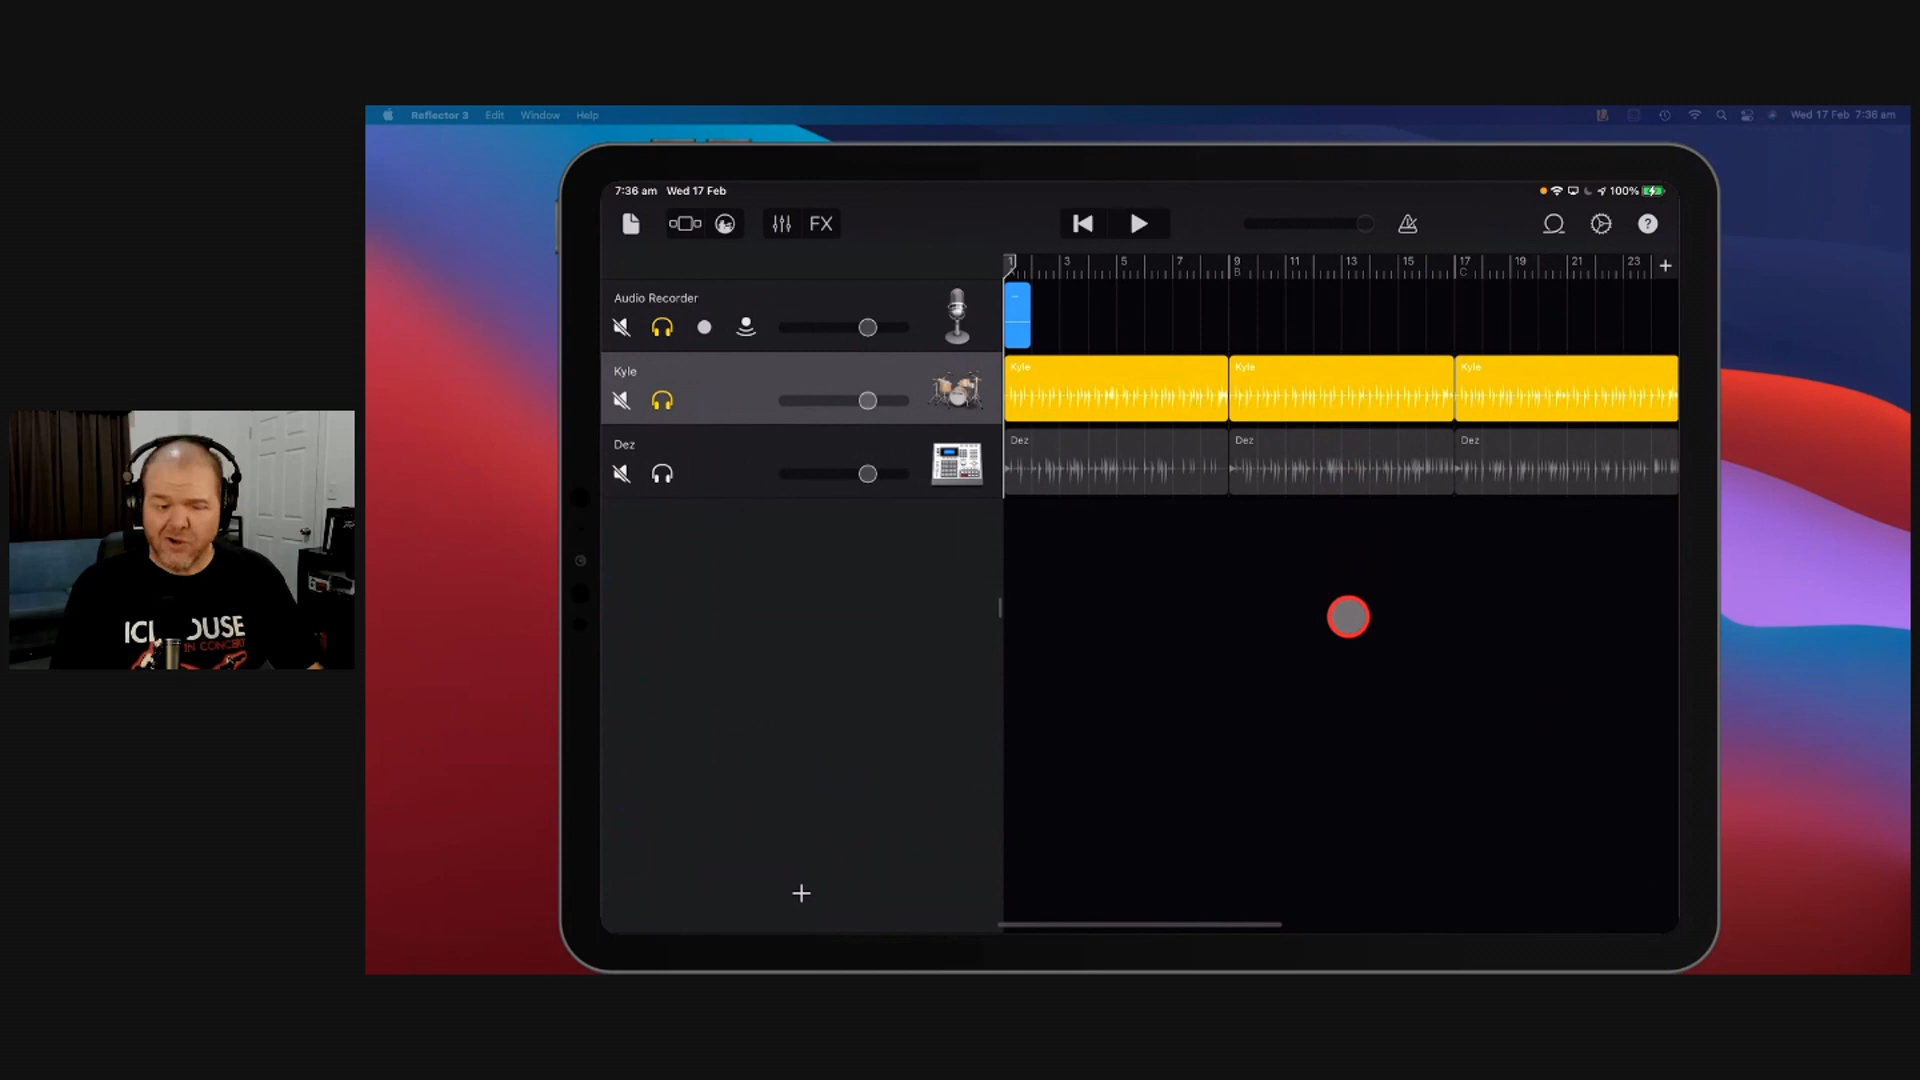 Reflector 3 Edit Window Help
Wed 17 Feb 7:36 am
7:36 am Wed 17 Feb
100%
FX
?
1 3 5 7 9 11 13 15 17 19 21 23 +
B C
Audio Recorder
Kyle
Kyle Kyle Kyle
Dez
Dez Dez Dez
+
IN CONCERT